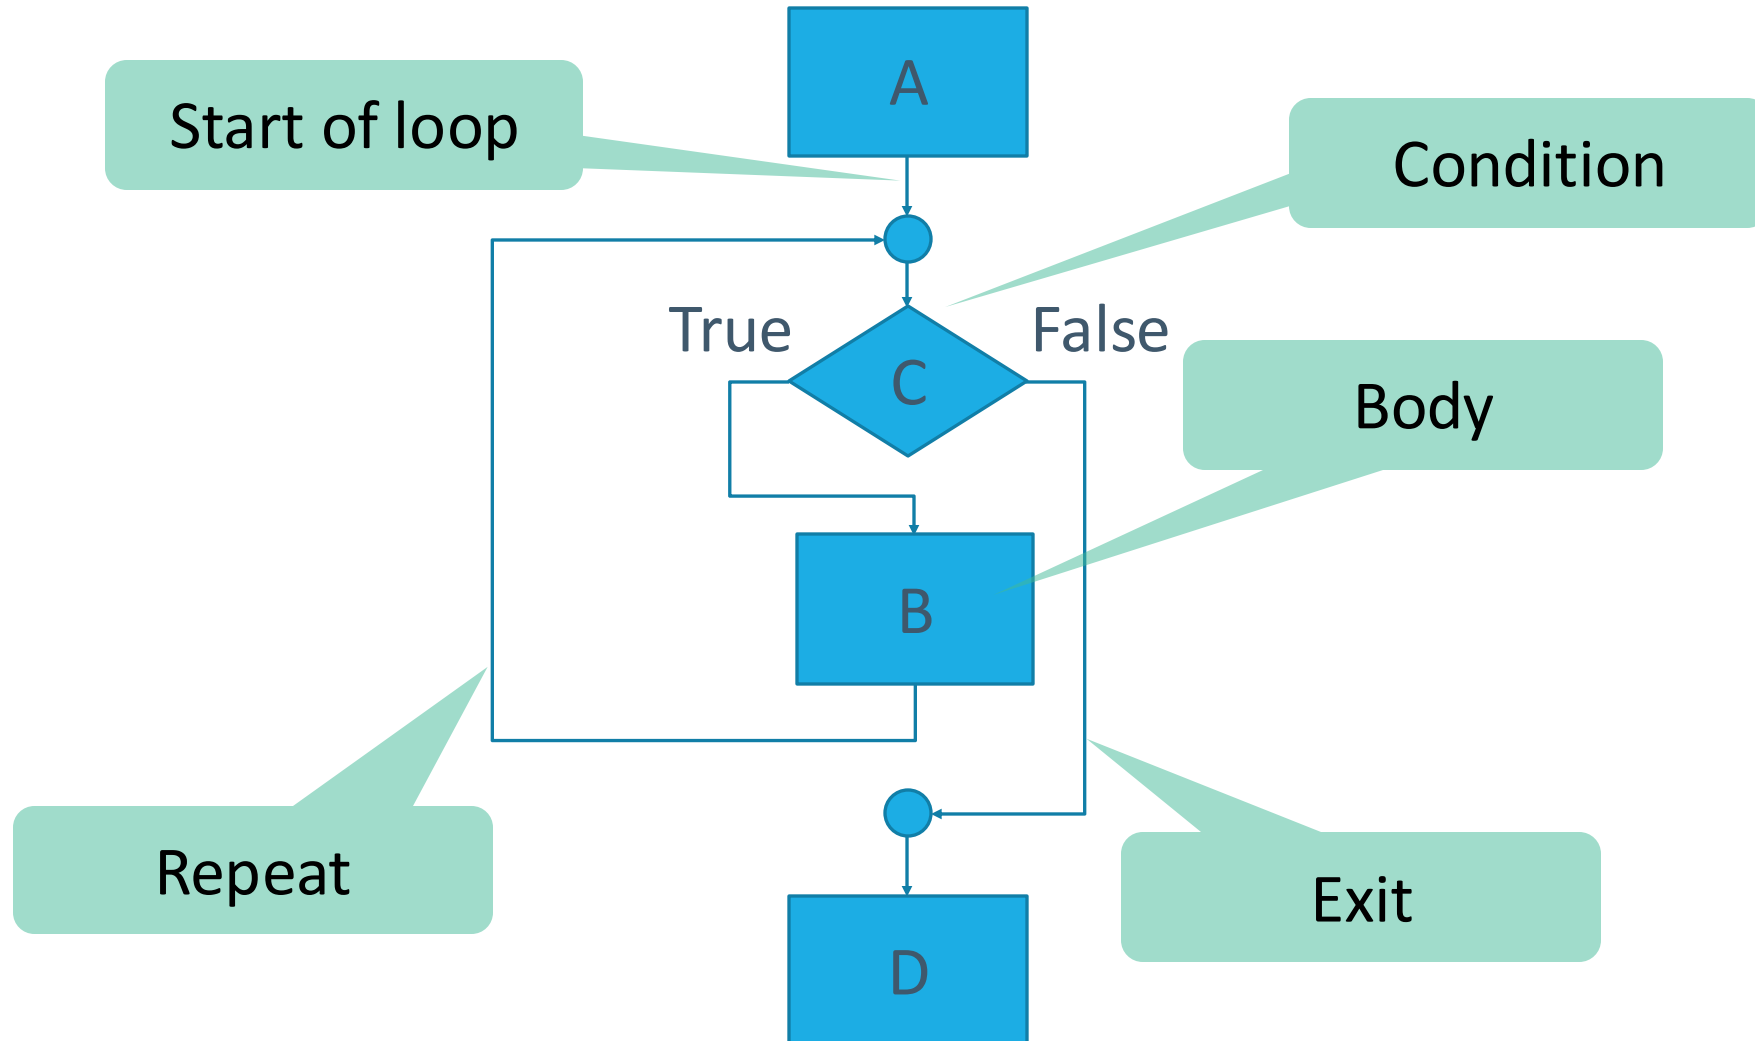 A
Start of loop
Condition
True
False
C
Body
B
Repeat
Exit
D